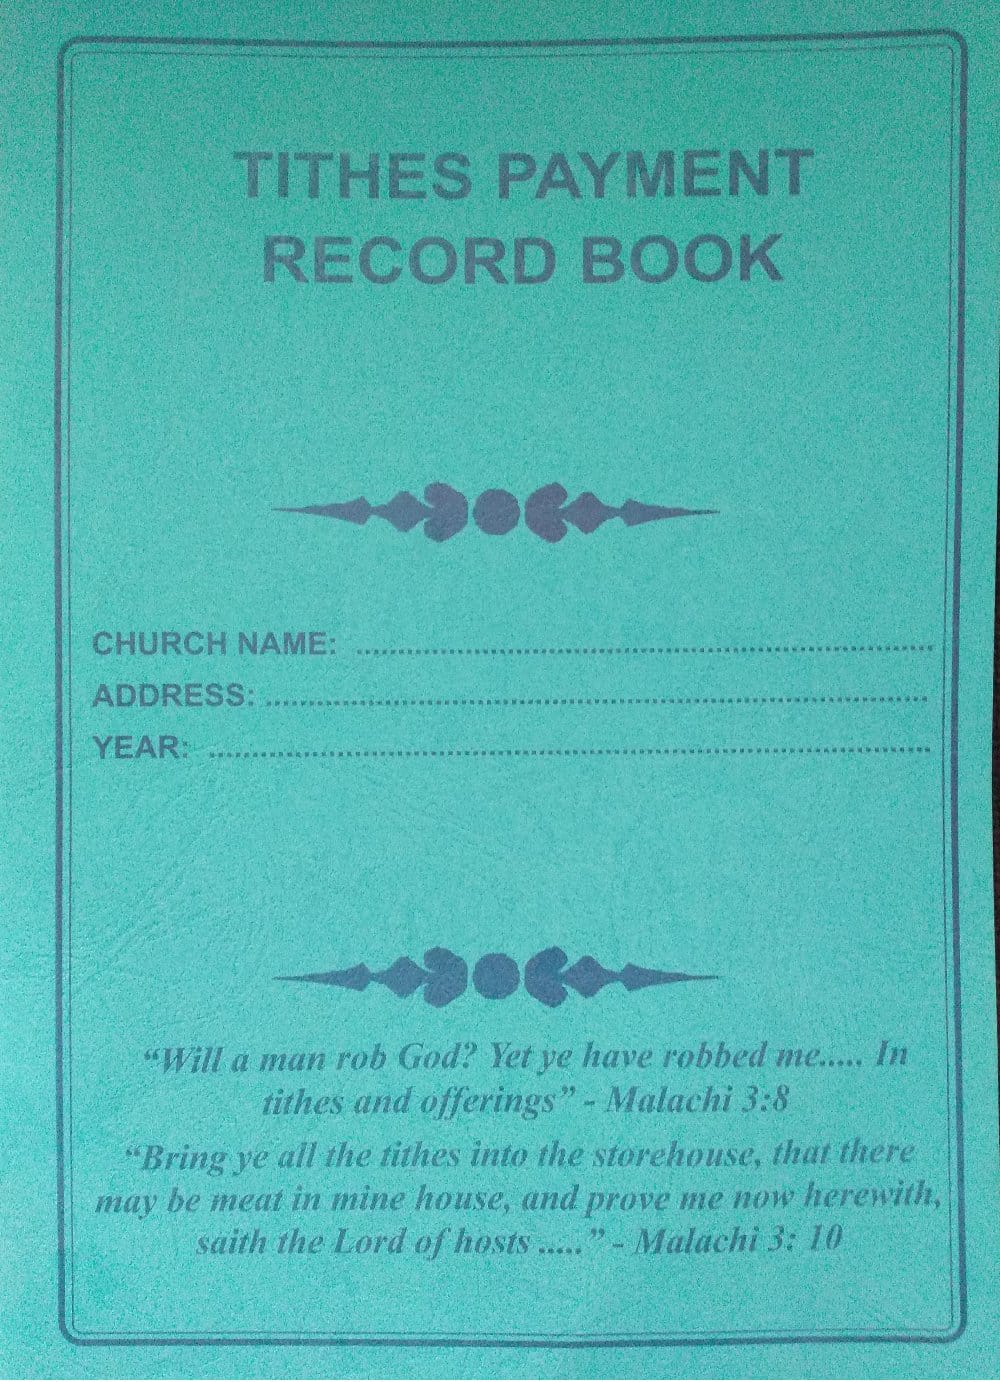 TITHES PAYMENT
RECORD BOOK
CHURCH NAME: ..........................................................................
ADDRESS: ..........................................................................
YEAR: ..........................................................................
“Will a man rob God? Yet ye have robbed me..... In
tithes and offerings” - Malachi 3:8
“Bring ye all the tithes into the storehouse, that there
may be meat in mine house, and prove me now herewith,
saith the Lord of hosts .....” - Malachi 3: 10